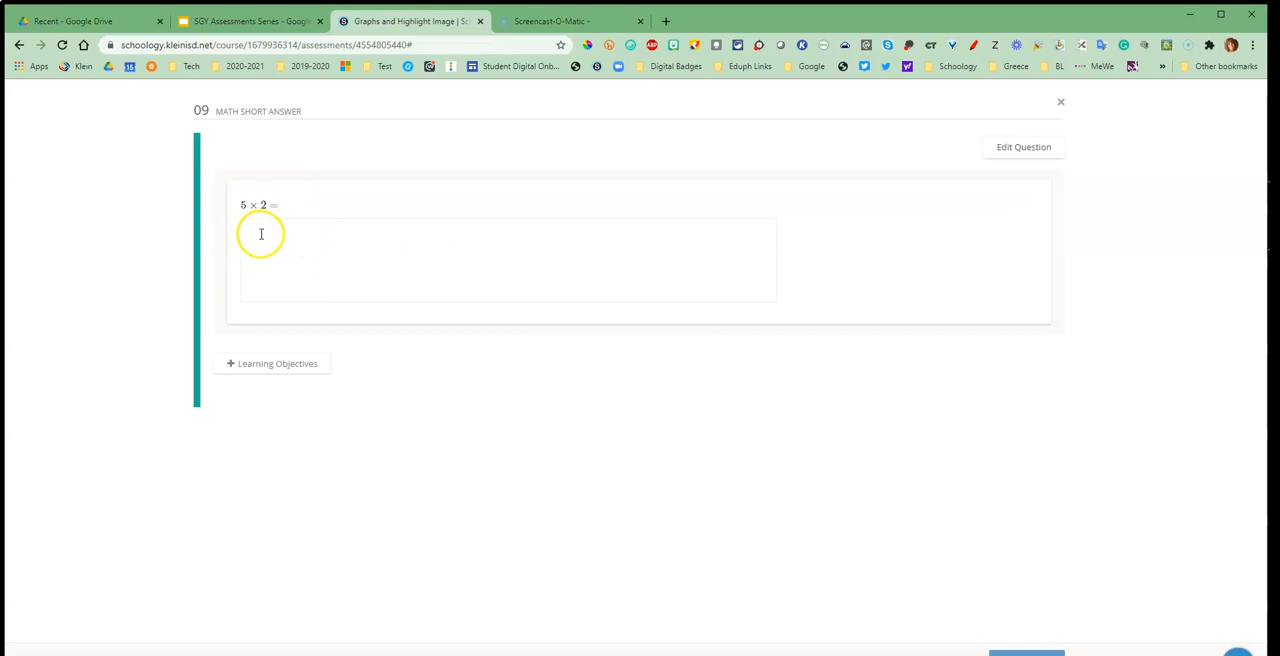 Recent - Google Drive SGY Assessments Series - Google Graphs and Highlight Image | Sc Screencast-O-Matic -
schoology.kleinisd.net/course/1679936314/assessments/4554805440#
Apps Klein Tech 2020-2021 2019-2020 Test Student Digital Onb... Digital Badges Eduph Links Google Schoology Greece BL MeWe » Other bookmarks
09 MATH SHORT ANSWER
Edit Question
5 × 2 =
+ Learning Objectives